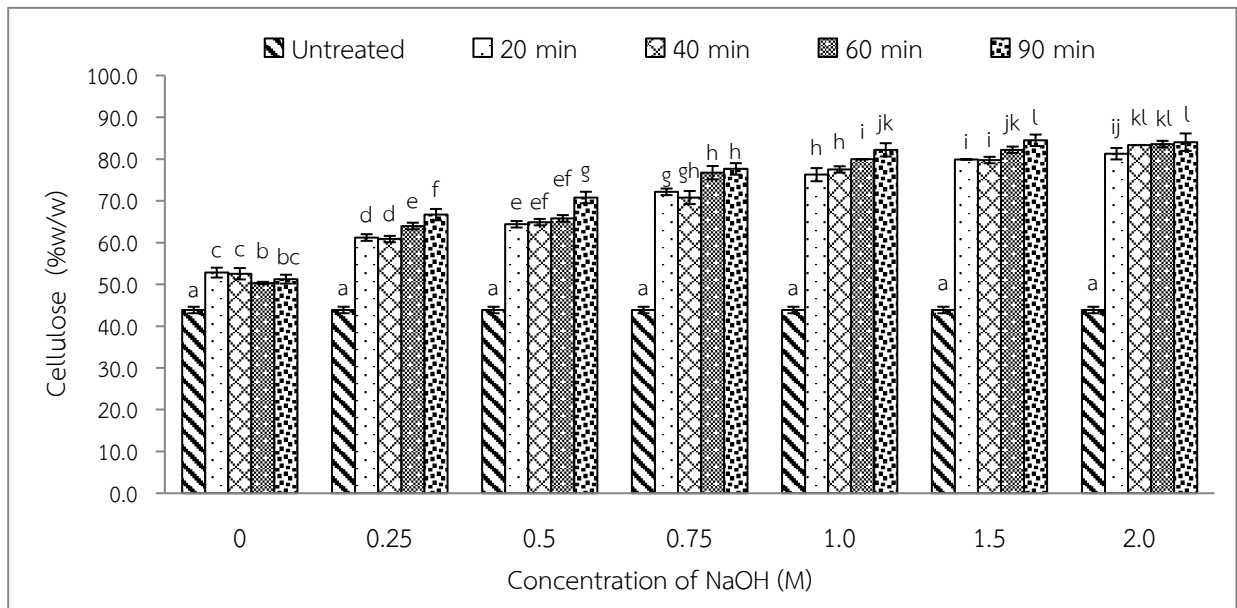 Untreated 20 min 40 min 60 min 90 min
100.0
90.0
80.0
70.0
60.0
50.0
40.0
30.0
20.0
10.0
0.0
Cellulose (%w/w)
a c c b bc
a d d e f
a e ef ef g
a g gh h h
a h h i jk
a i i jk l
a ij kl kl l
0 0.25 0.5 0.75 1.0 1.5 2.0
Concentration of NaOH (M)